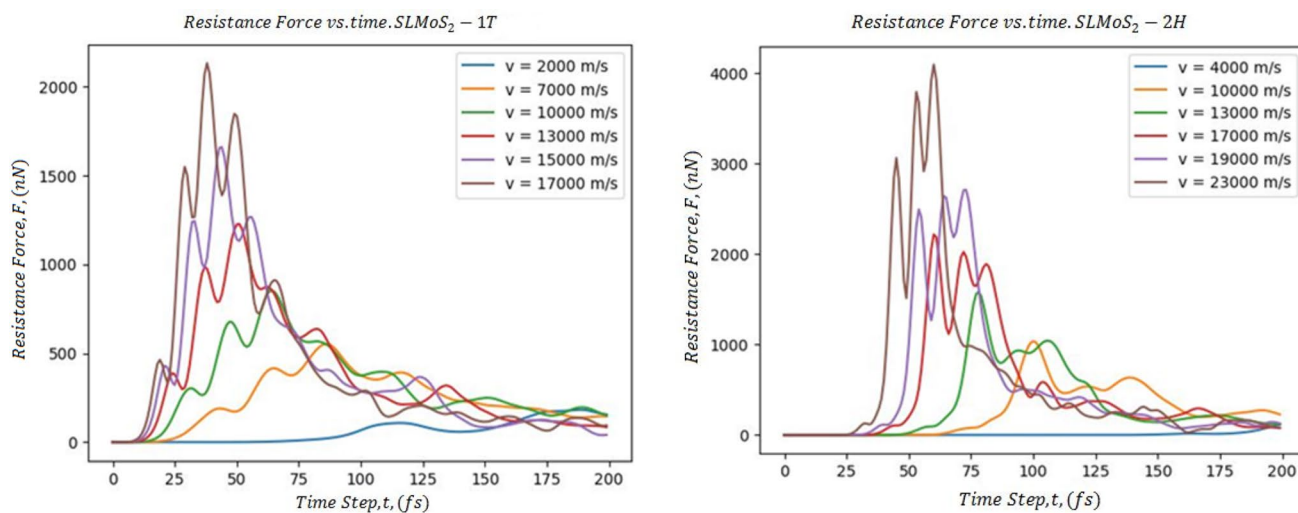 Resistance Force vs.time.SLMoS₂ − 1T
Resistance Force,F,(nN)
2000
1500
1000
500
0
v = 2000 m/s
v = 7000 m/s
v = 10000 m/s
v = 13000 m/s
v = 15000 m/s
v = 17000 m/s
0 25 50 75 100 125 150 175 200
Time Step,t,(fs)
Resistance Force vs.time.SLMoS₂ − 2H
Resistance Force,F,(nN)
4000
3000
2000
1000
0
v = 4000 m/s
v = 10000 m/s
v = 13000 m/s
v = 17000 m/s
v = 19000 m/s
v = 23000 m/s
0 25 50 75 100 125 150 175 200
Time Step,t,(fs)